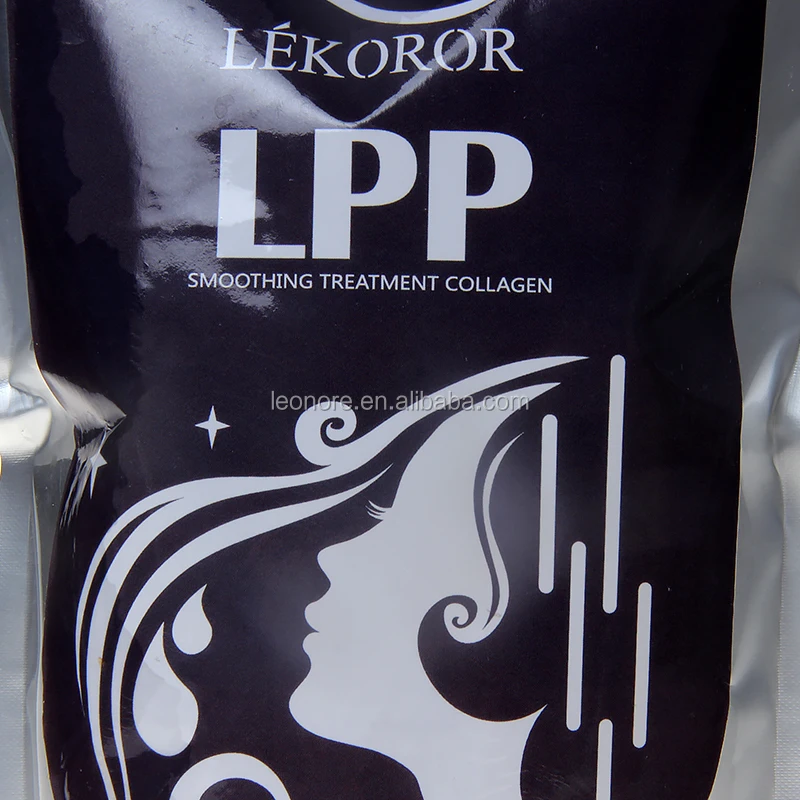 LÉKOROR
LPP
SMOOTHING TREATMENT COLLAGEN
leonore.en.alibaba.com